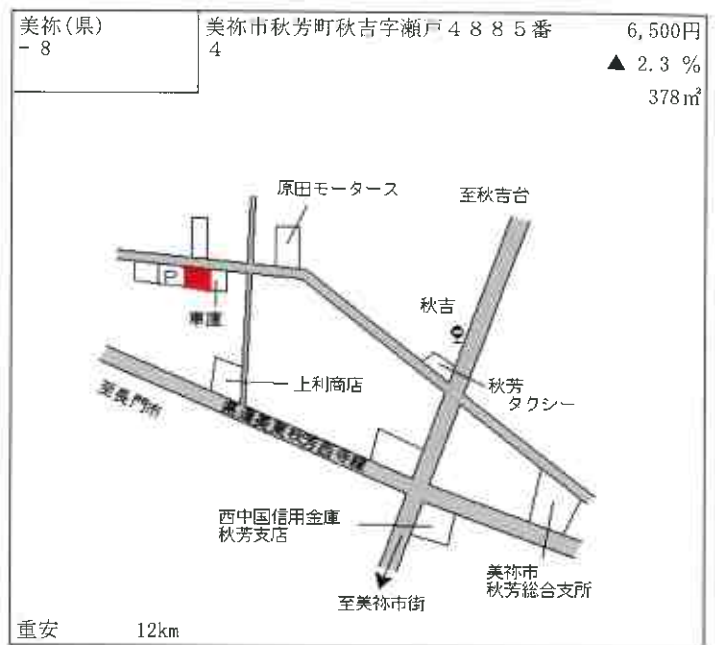 美祢(県)
- 8
美祢市秋芳町秋吉字瀬戸４８８５番
4
6,500円
▲ 2.3 %
378㎡
原田モータース
至秋吉台
P
車庫
秋吉
上利商店
秋芳
タクシー
至長門市
西中国信用金庫
秋芳支店
美祢市
秋芳総合支所
至美祢市街
重安 12km